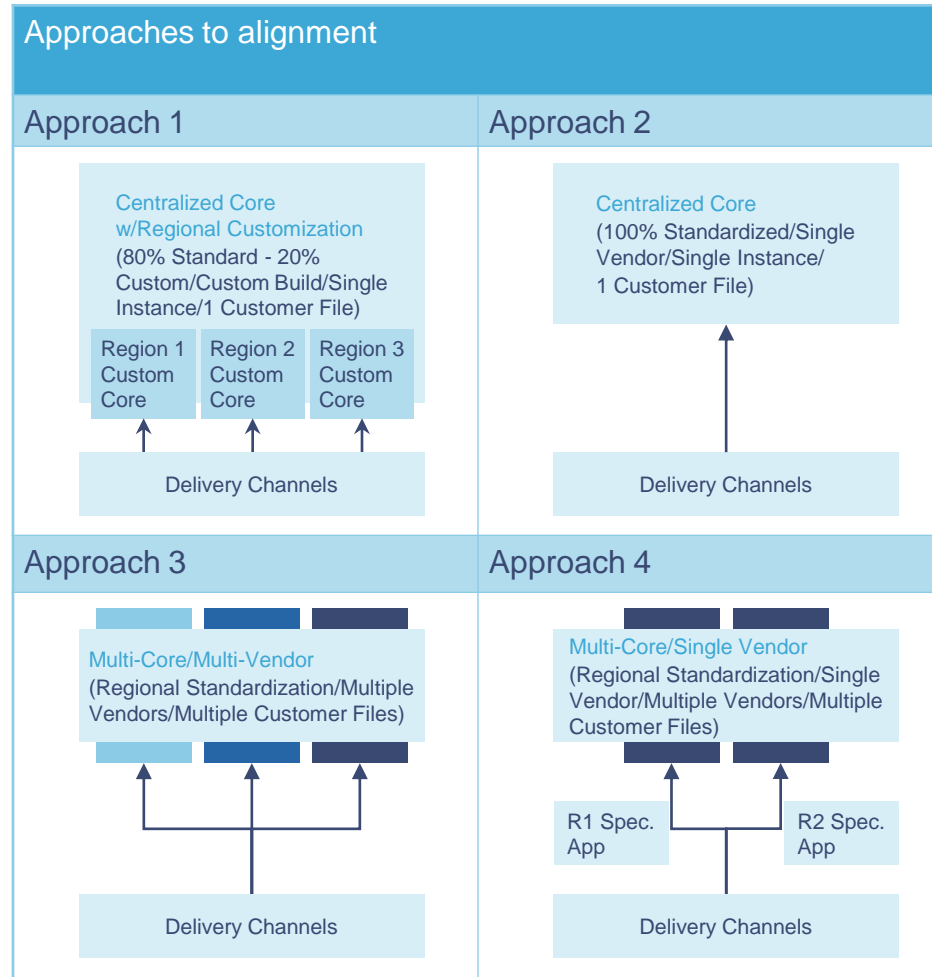 Approaches to alignment
Approach 1
Centralized Core
w/Regional Customization
(80% Standard - 20%
Custom/Custom Build/Single
Instance/1 Customer File)
Region 1
Custom
Core
Region 2
Custom
Core
Region 3
Custom
Core
Delivery Channels
Approach 2
Centralized Core
(100% Standardized/Single
Vendor/Single Instance/
1 Customer File)
Delivery Channels
Approach 3
Multi-Core/Multi-Vendor
(Regional Standardization/Multiple
Vendors/Multiple Customer Files)
Delivery Channels
Approach 4
Multi-Core/Single Vendor
(Regional Standardization/Single
Vendor/Multiple Vendors/Multiple
Customer Files)
R1 Spec.
App
R2 Spec.
App
Delivery Channels